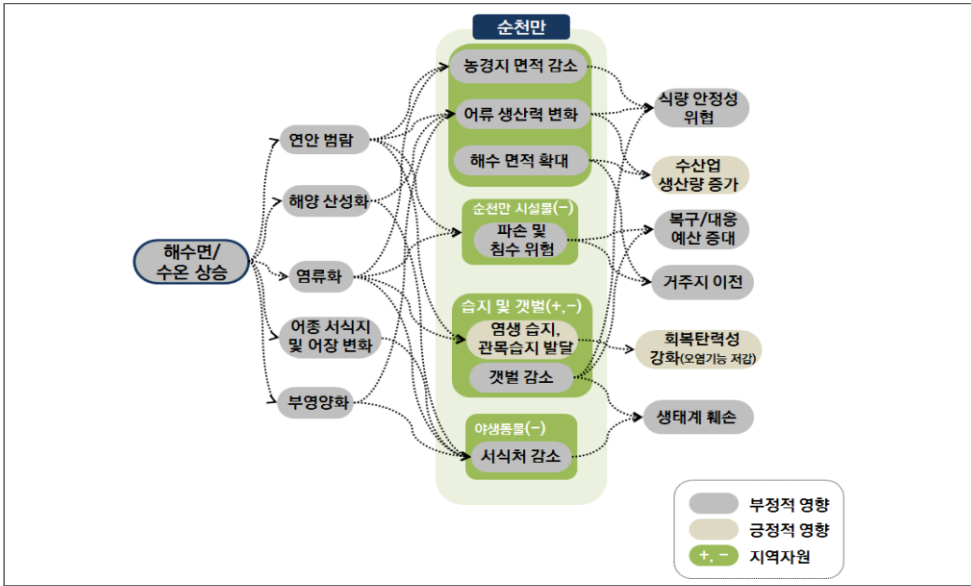 순천만
농경지 면적 감소
어류 생산력 변화
해수 면적 확대
순천만 시설물(-)
파손 및
침수 위험
습지 및 갯벌(+,-)
염생 습지,
관목습지 발달
갯벌 감소
야생동물(-)
서식처 감소
해수면/
수온 상승
연안 범람
해양 산성화
염류화
어종 서식지
및 어장 변화
부영양화
식량 안정성
위협
수산업
생산량 증가
복구/대응
예산 증대
거주지 이전
회복탄력성
강화(오염기능 저감)
생태계 훼손
부정적 영향
긍정적 영향
+, - 지역자원